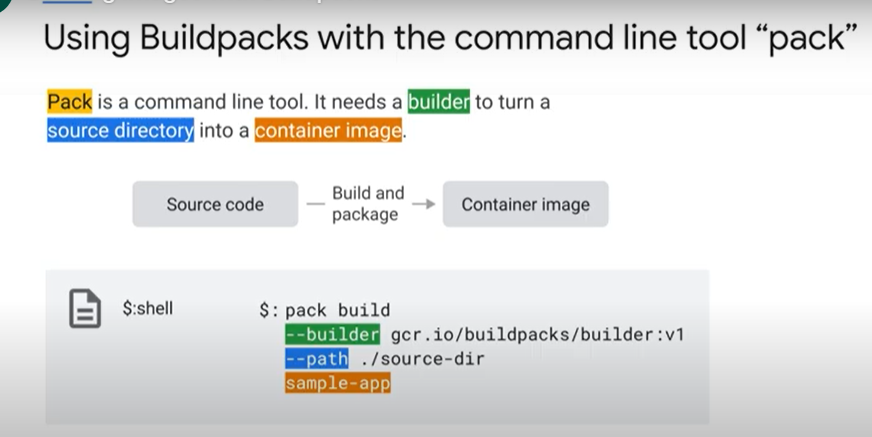 Using Buildpacks with the command line tool “pack”
Pack is a command line tool. It needs a builder to turn a
source directory into a container image.
Source code
Build and
package
Container image
$:shell
$: pack build
--builder gcr.io/buildpacks/builder:v1
--path ./source-dir
sample-app